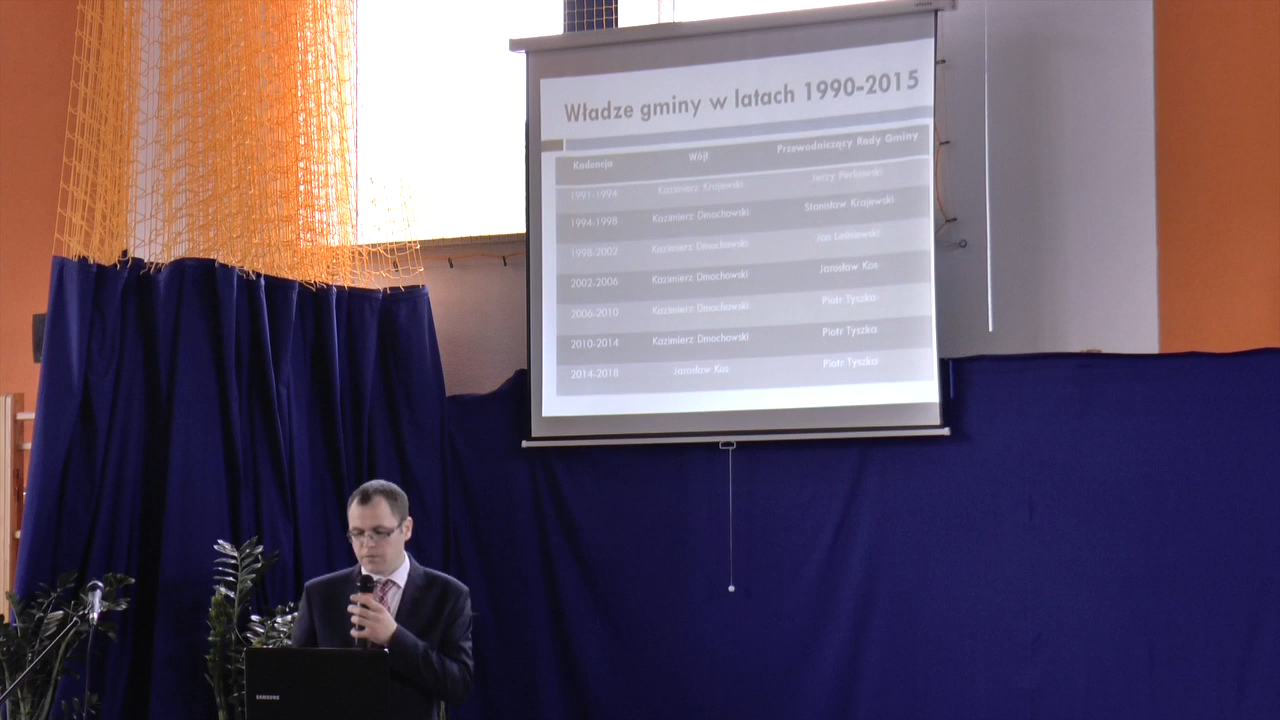 Władze gminy w latach 1990-2015
Kadencja Wójt Przewodniczący Rady Gminy
1991-1994 Kazimierz Krajewski Jerzy Perkowski
1994-1998 Kazimierz Dmochowski Stanisław Krajewski
1998-2002 Kazimierz Dmochowski Jan Leśniewski
2002-2006 Kazimierz Dmochowski Jarosław Kos
2006-2010 Kazimierz Dmochowski Piotr Tyszka
2010-2014 Kazimierz Dmochowski Piotr Tyszka
2014-2018 Jarosław Kos Piotr Tyszka
SAMSUNG